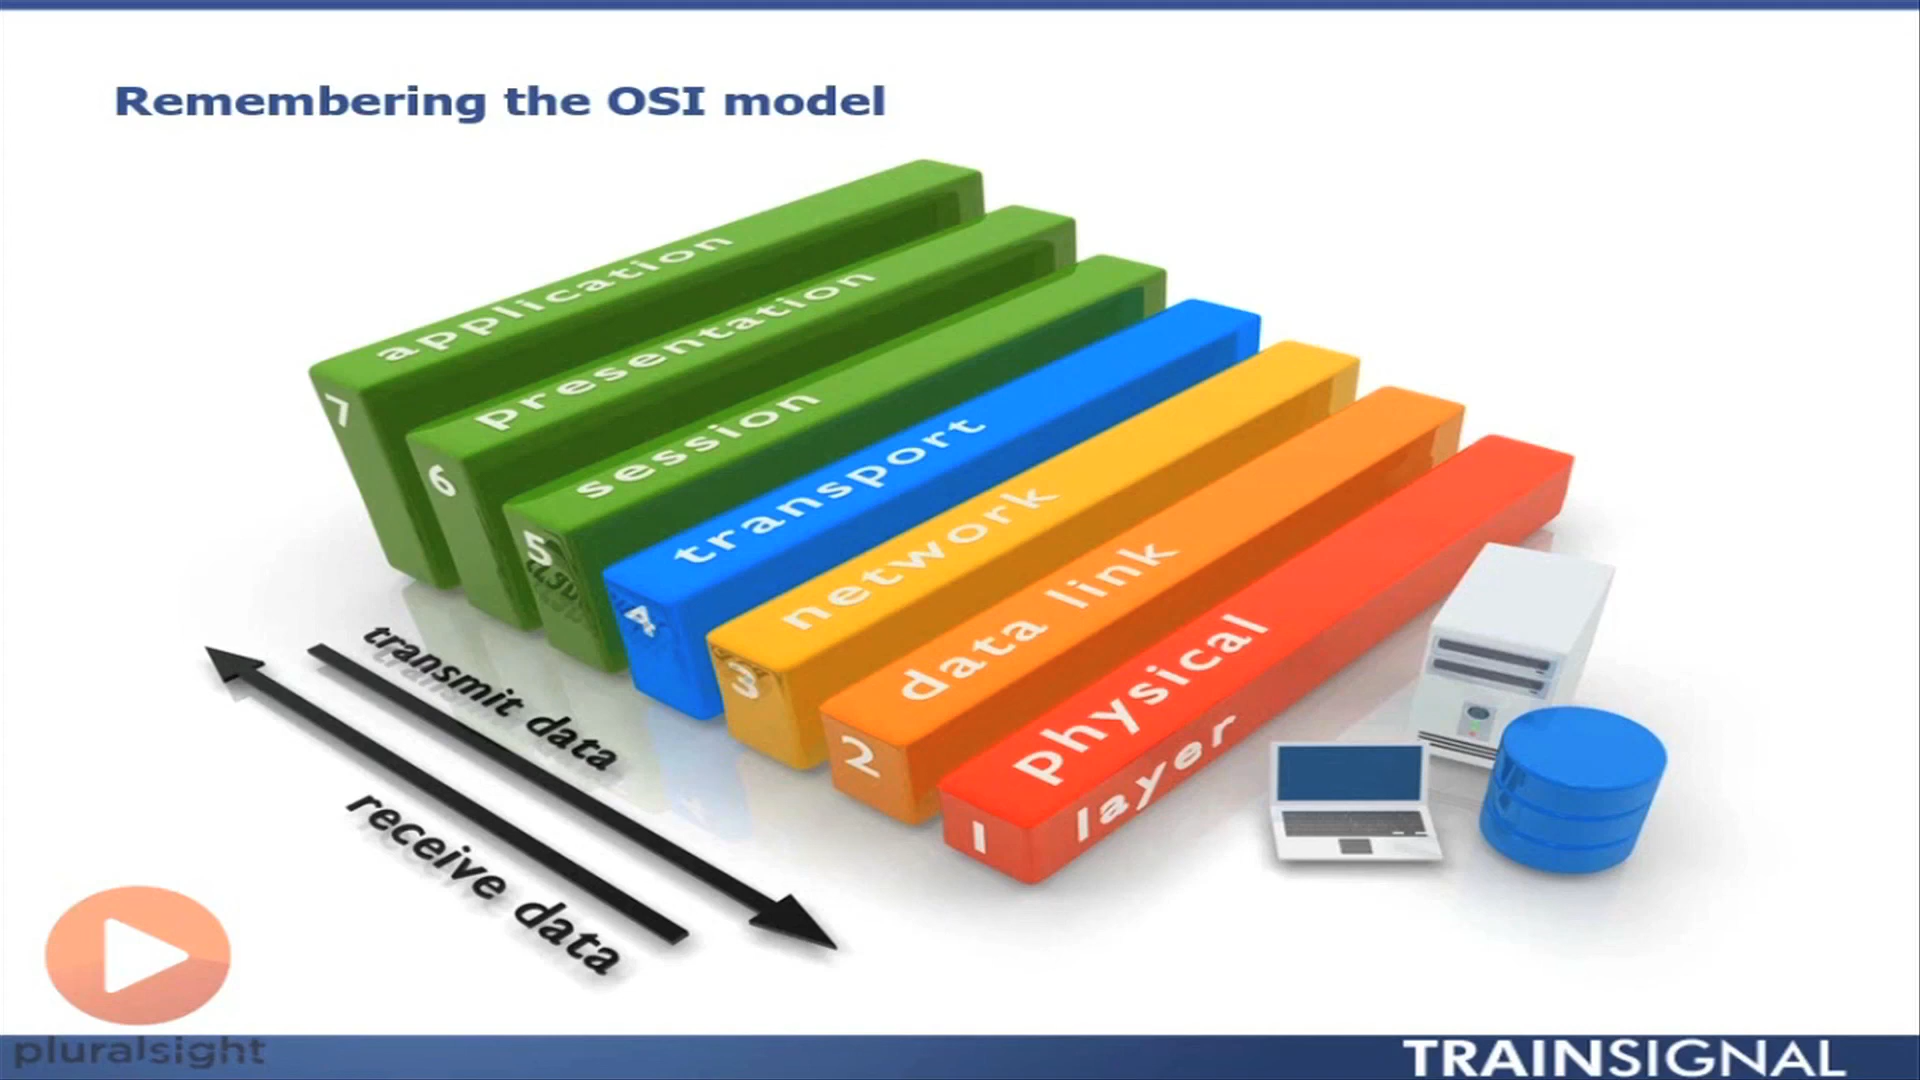 Remembering the OSI model
7 application
6 presentation
5 session
4 transport
3 network
2 data link
1 physical
layer
transmit data
receive data
pluralsight
TRAINSIGNAL